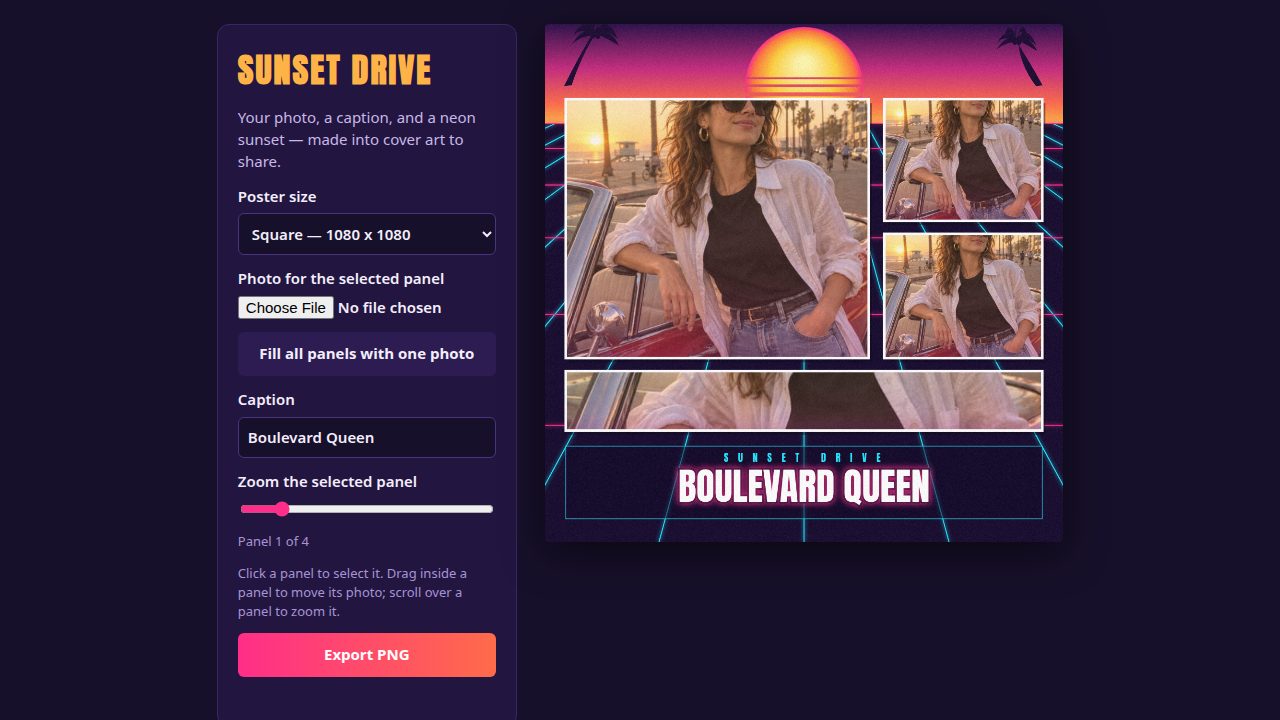 SUNSET DRIVE
Your photo, a caption, and a neon
sunset — made into cover art to
share.
Poster size
Square — 1080 x 1080
Photo for the selected panel
Choose File No file chosen
Fill all panels with one photo
Caption
Boulevard Queen
Zoom the selected panel
Panel 1 of 4
Click a panel to select it. Drag inside a
panel to move its photo; scroll over a
panel to zoom it.
Export PNG
SUNSET DRIVE
BOULEVARD QUEEN